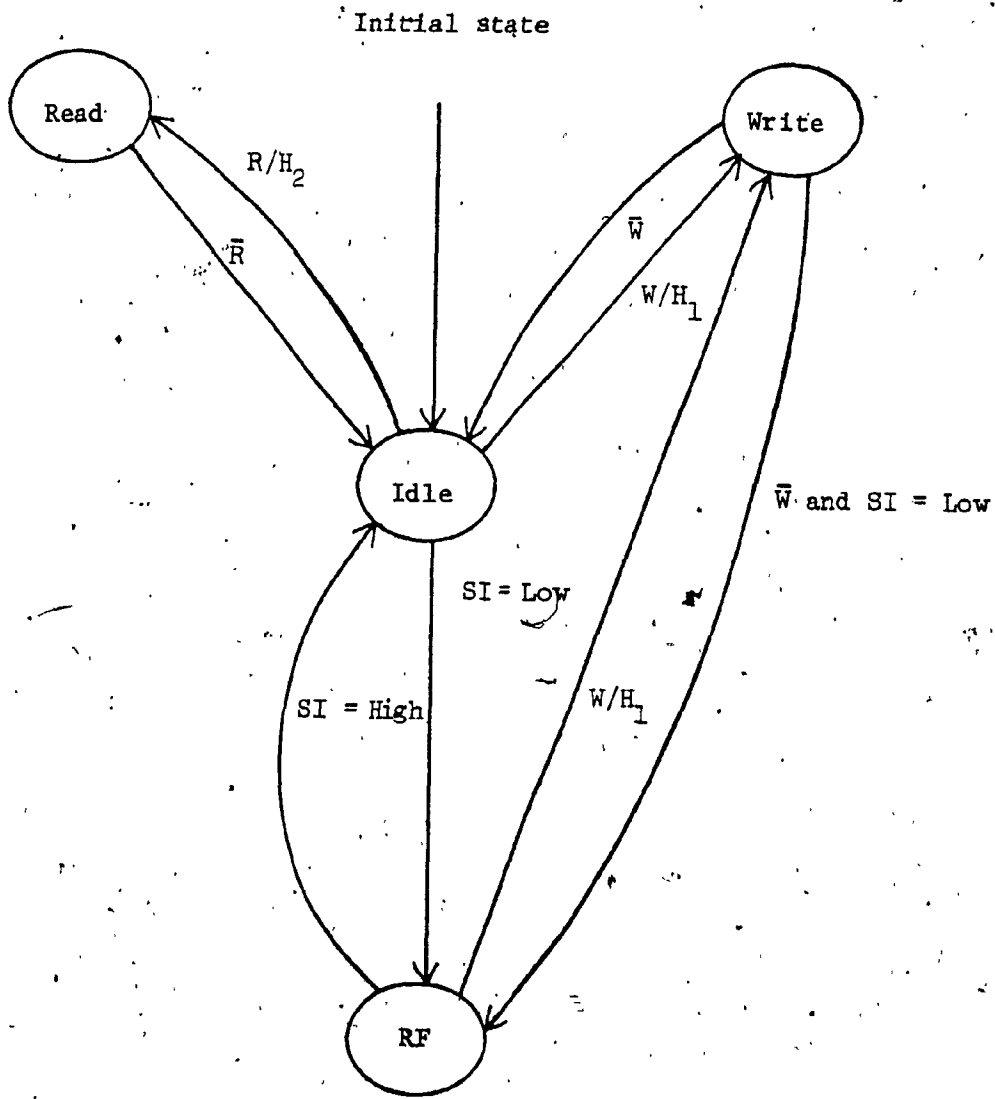 Initial state
Read
Write
R/H₂
R̄
W̄
W/H₁
Idle
W̄ and SI = Low
SI = Low
SI = High
W/H₁
RF